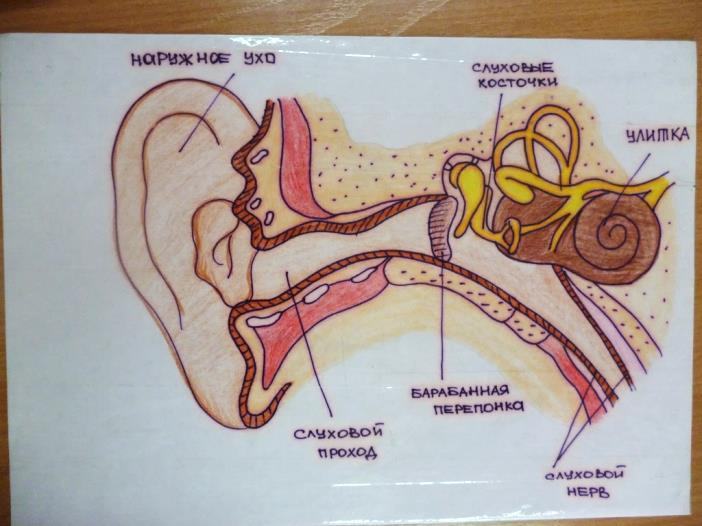 НАРУЖНОЕ УХО
СЛУХОВЫЕ
КОСТОЧКИ
УЛИТКА
БАРАБАННАЯ
ПЕРЕПОНКА
СЛУХОВОЙ
ПРОХОД
СЛУХОВОЙ
НЕРВ